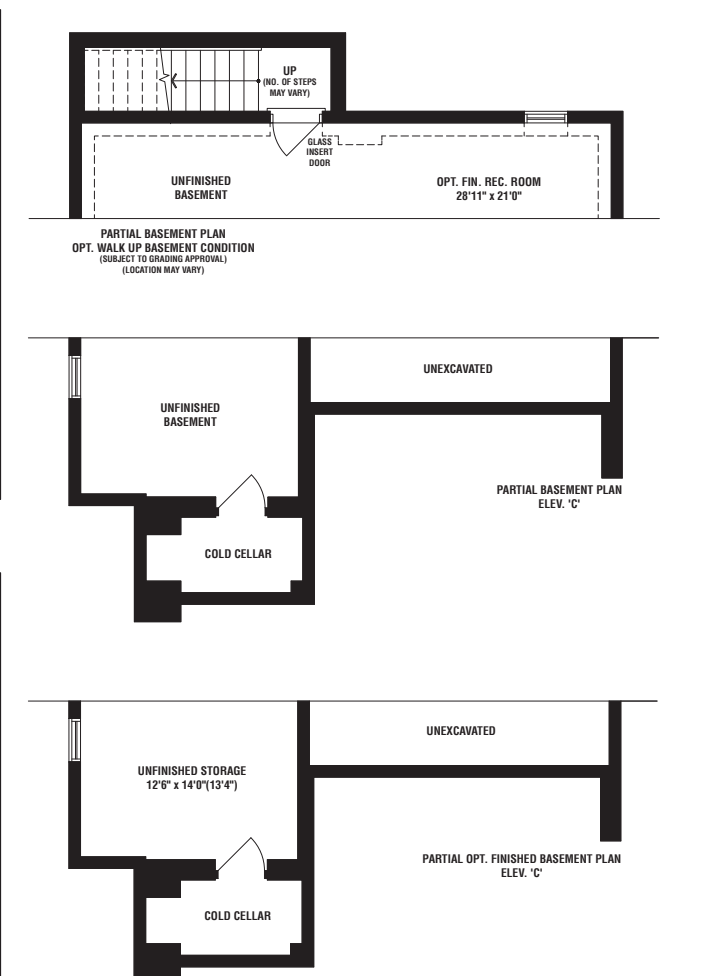 UP
(NO. OF STEPS
MAY VARY)
GLASS
INSERT
DOOR
UNFINISHED
BASEMENT
OPT. FIN. REC. ROOM
28'11" x 21'0"
PARTIAL BASEMENT PLAN
OPT. WALK UP BASEMENT CONDITION
(SUBJECT TO GRADING APPROVAL)
(LOCATION MAY VARY)
UNEXCAVATED
UNFINISHED
BASEMENT
PARTIAL BASEMENT PLAN
ELEV. 'C'
COLD CELLAR
UNEXCAVATED
UNFINISHED STORAGE
12'6" x 14'0"(13'4")
PARTIAL OPT. FINISHED BASEMENT PLAN
ELEV. 'C'
COLD CELLAR